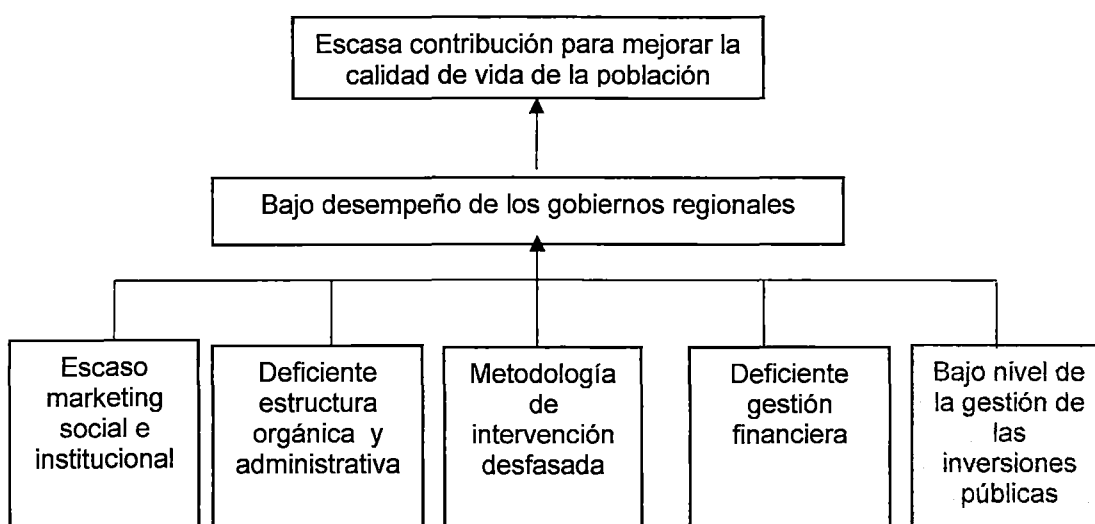 Escasa contribución para mejorar la
calidad de vida de la población
Bajo desempeño de los gobiernos regionales
Escaso
marketing
social e
institucional
Deficiente
estructura
orgánica y
administrativa
Metodología
de
intervención
desfasada
Deficiente
gestión
financiera
Bajo nivel de
la gestión de
las
inversiones
públicas